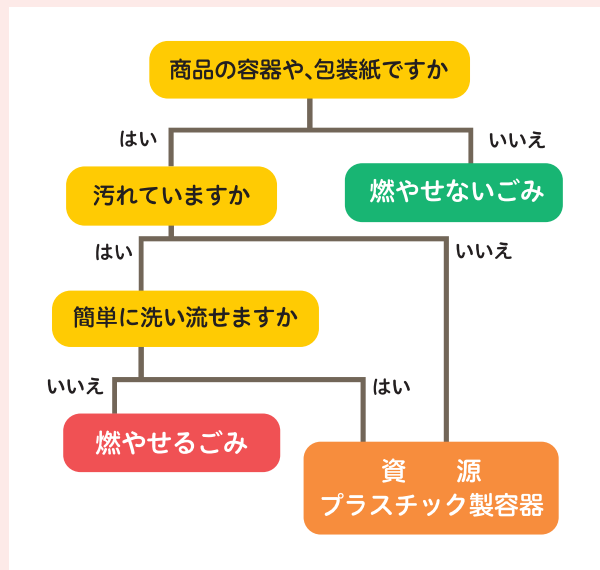 商品の容器や、包装紙ですか
はい
いいえ
汚れていますか
燃やせないごみ
はい
いいえ
簡単に洗い流せますか
いいえ
はい
燃やせるごみ
資　源
プラスチック製容器